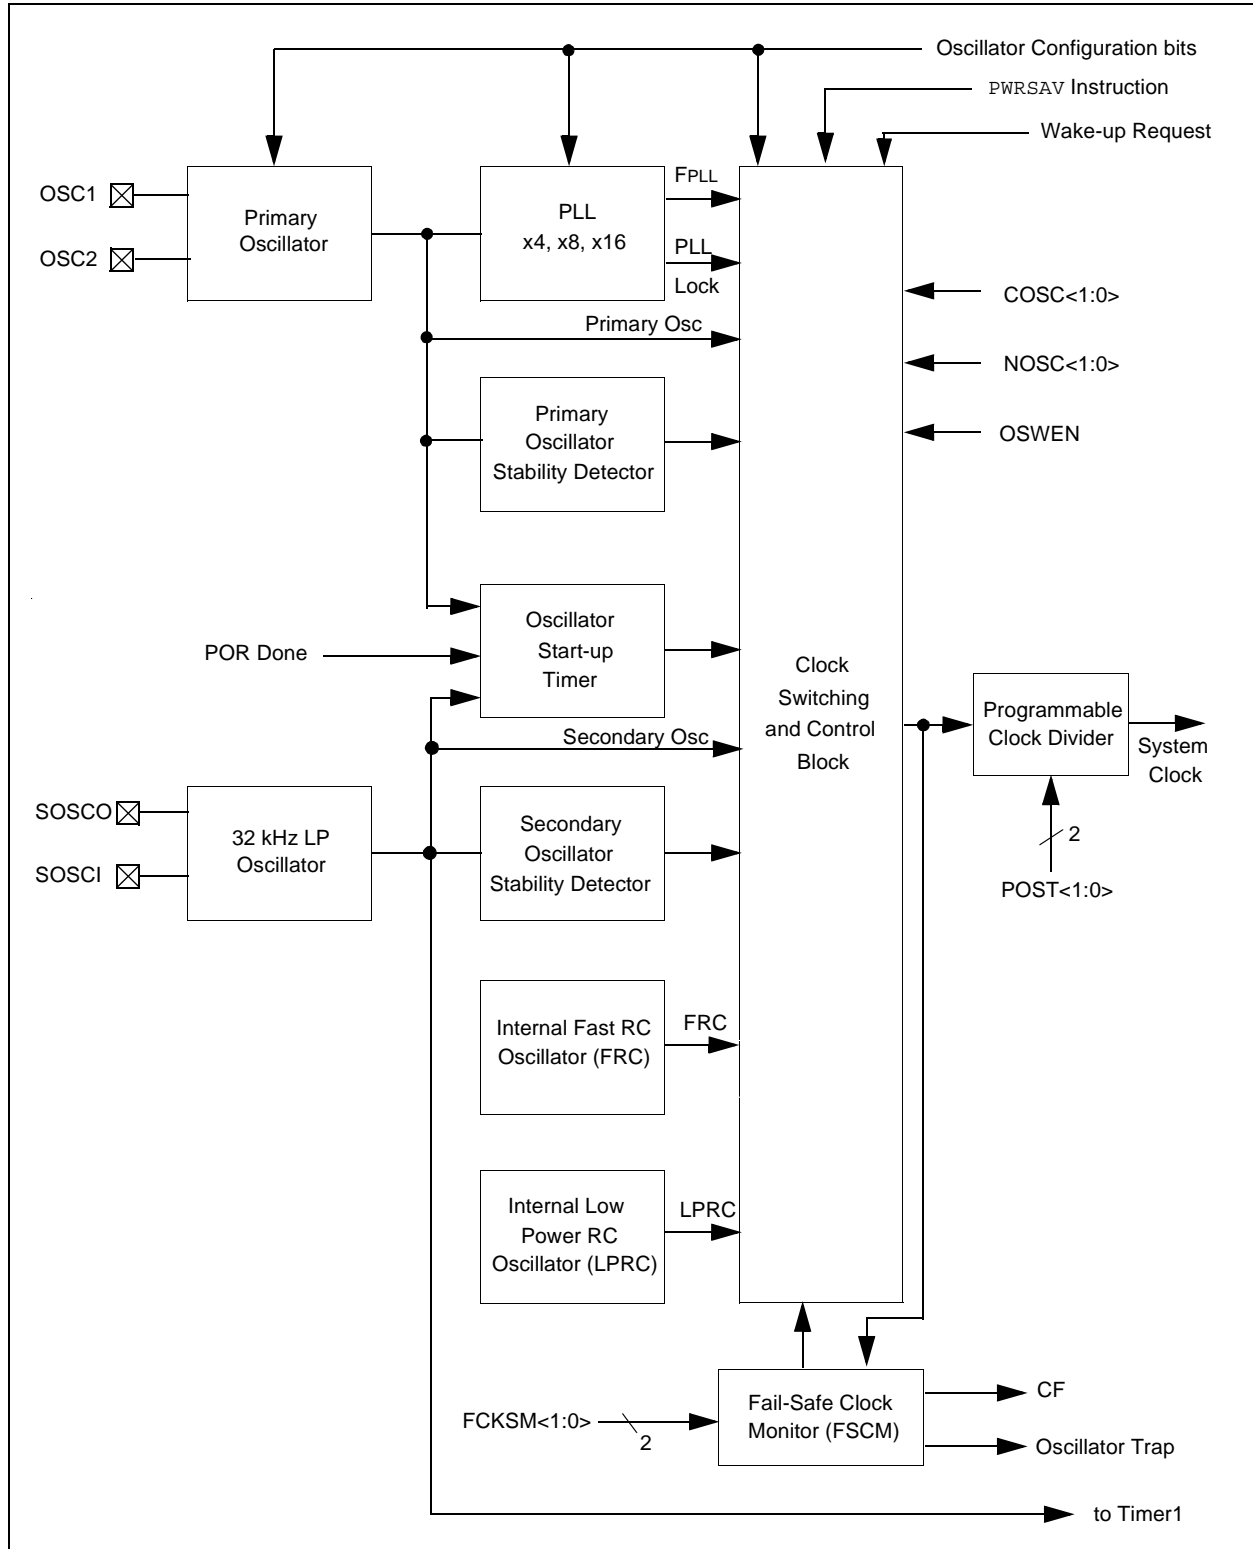 Oscillator Configuration bits
PWRSAV Instruction
Wake-up Request
OSC1
OSC2
Primary
Oscillator
PLL
x4, x8, x16
FPLL
PLL
Lock
Primary Osc
COSC<1:0>
NOSC<1:0>
OSWEN
Primary
Oscillator
Stability Detector
POR Done
Oscillator
Start-up
Timer
Clock
Switching
and Control
Block
Programmable
Clock Divider
System
Clock
2
POST<1:0>
Secondary Osc
SOSCO
SOSCI
32 kHz LP
Oscillator
Secondary
Oscillator
Stability Detector
Internal Fast RC
Oscillator (FRC)
FRC
Internal Low
Power RC
Oscillator (LPRC)
LPRC
FCKSM<1:0>
2
Fail-Safe Clock
Monitor (FSCM)
CF
Oscillator Trap
to Timer1